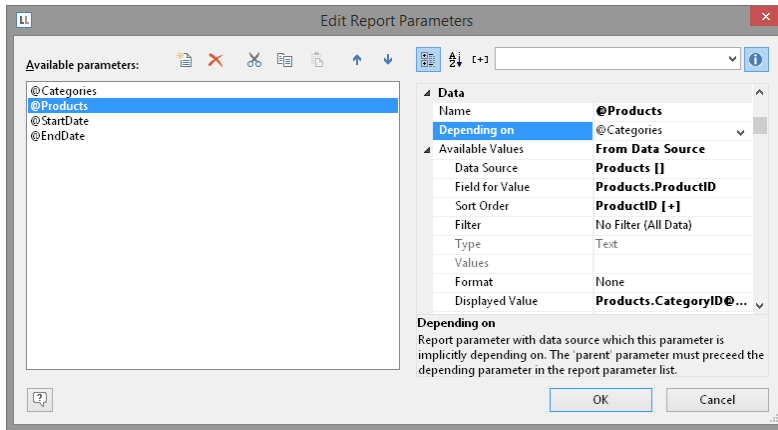 LL
Edit Report Parameters
Available parameters:
A Z [+]
@Categories
@Products
@StartDate
@EndDate
Data
Name @Products
Depending on @Categories
Available Values From Data Source
Data Source Products []
Field for Value Products.ProductID
Sort Order ProductID [+]
Filter No Filter (All Data)
Type Text
Values
Format None
Displayed Value Products.CategoryID@...
Depending on
Report parameter with data source which this parameter is
implicitly depending on. The 'parent' parameter must preceed the
depending parameter in the report parameter list.
OK Cancel